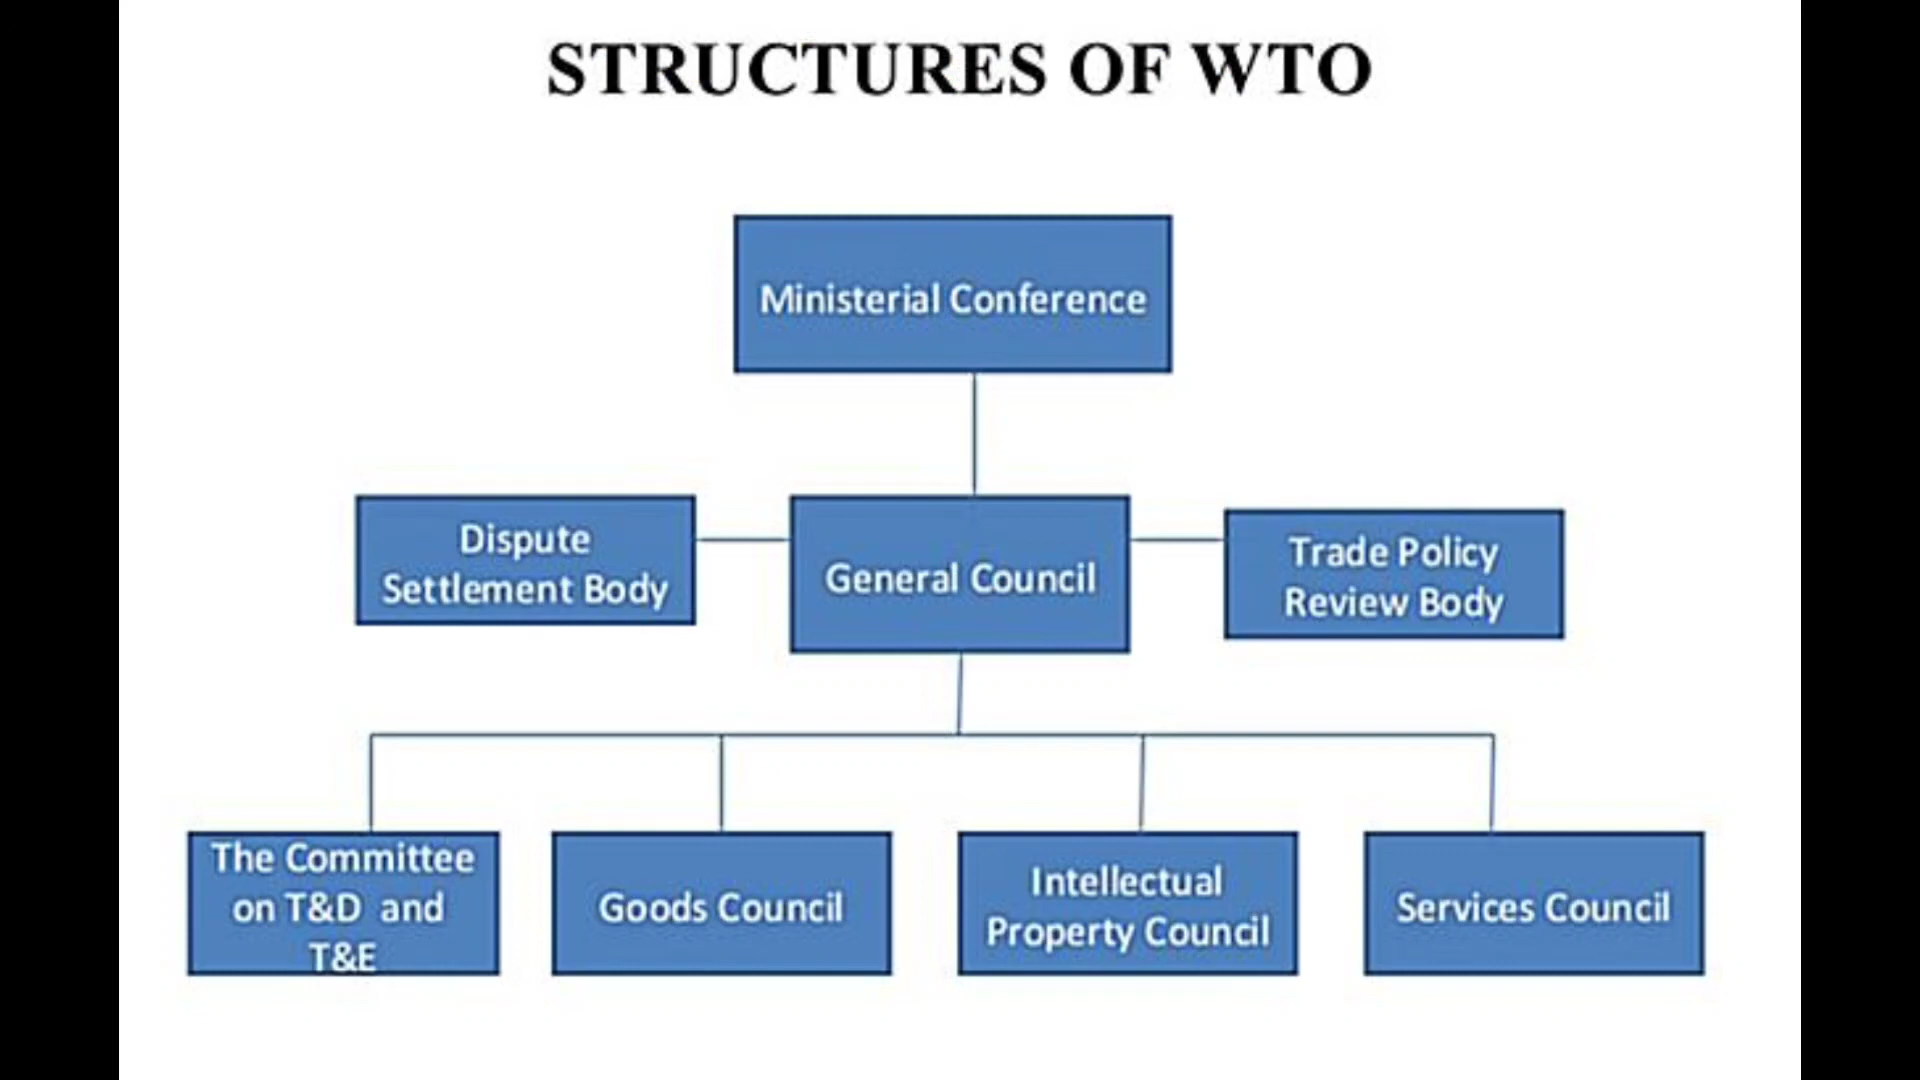 STRUCTURES OF WTO
Ministerial Conference
Dispute
Settlement Body
General Council
Trade Policy
Review Body
The Committee
on T&D and
T&E
Goods Council
Intellectual
Property Council
Services Council